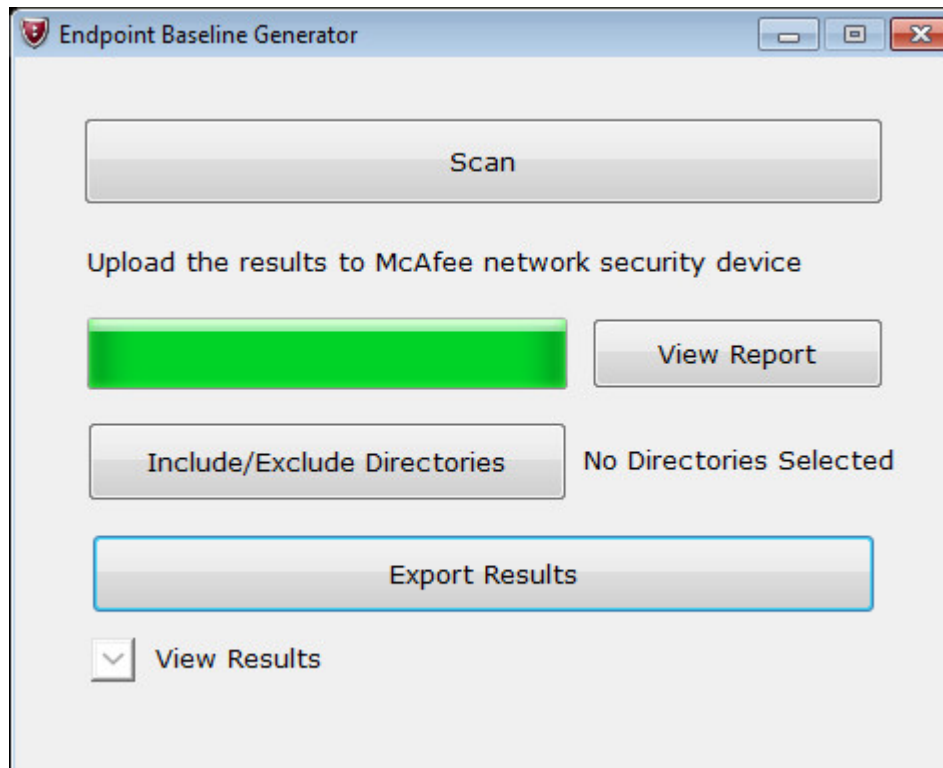 Endpoint Baseline Generator
Scan
Upload the results to McAfee network security device
View Report
Include/Exclude Directories
No Directories Selected
Export Results
View Results